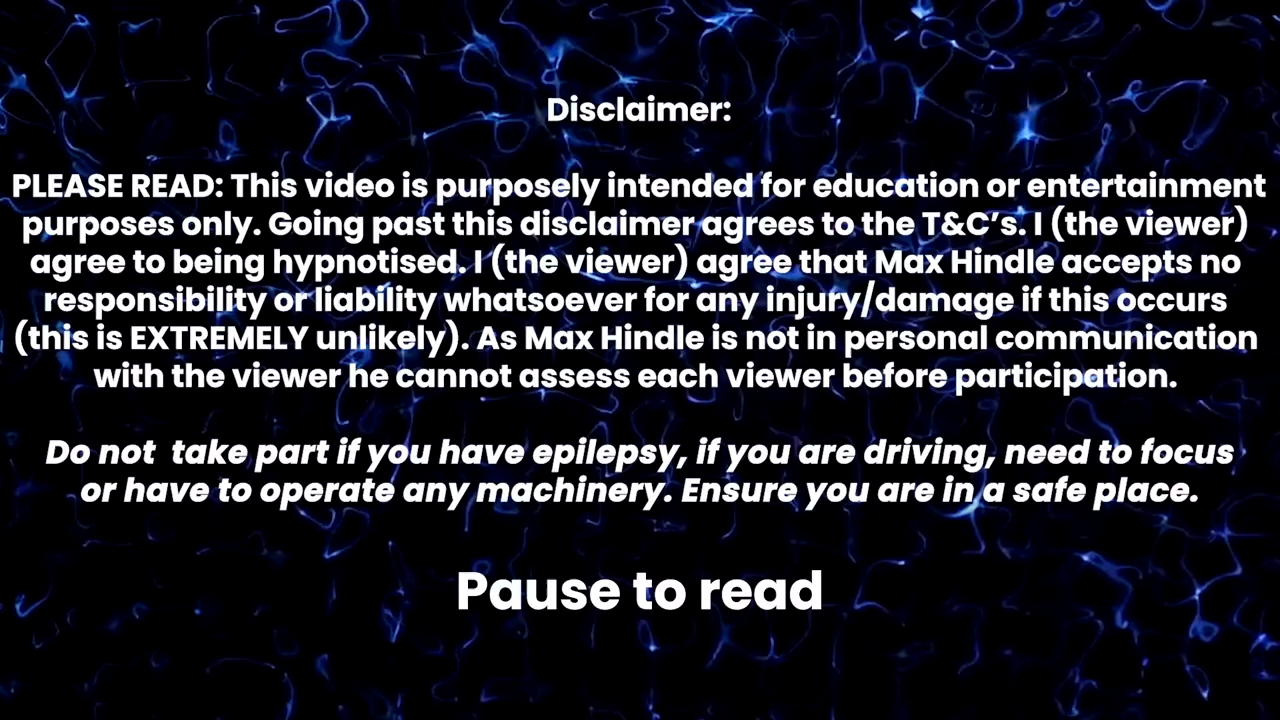 Disclaimer:
PLEASE READ: This video is purposely intended for education or entertainment
purposes only. Going past this disclaimer agrees to the T&C’s. I (the viewer)
agree to being hypnotised. I (the viewer) agree that Max Hindle accepts no
responsibility or liability whatsoever for any injury/damage if this occurs
(this is EXTREMELY unlikely). As Max Hindle is not in personal communication
with the viewer he cannot assess each viewer before participation.
Do not  take part if you have epilepsy, if you are driving, need to focus
or have to operate any machinery. Ensure you are in a safe place.
Pause to read